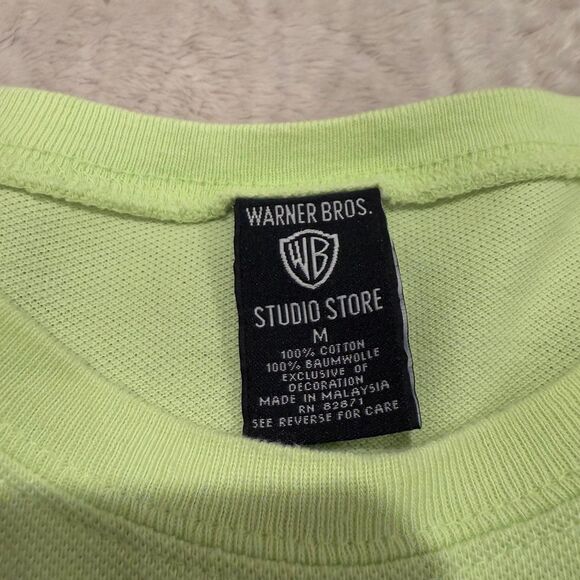 WARNER BROS.
WB
STUDIO STORE
M
100% COTTON
100% BAUMWOLLE
EXCLUSIVE OF
DECORATION
MADE IN MALAYSIA
RN 82871
SEE REVERSE FOR CARE